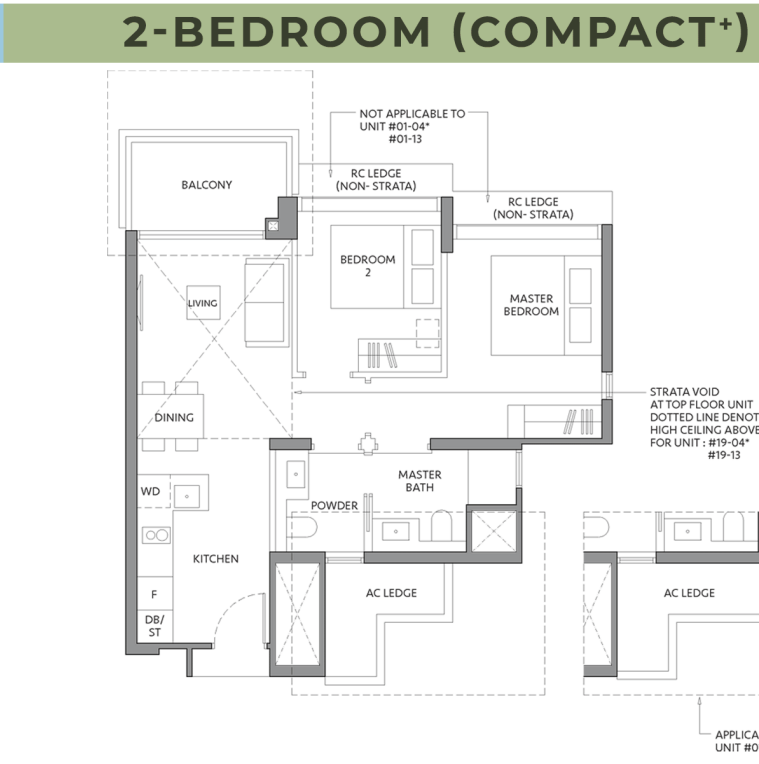 2-BEDROOM (COMPACT⁺)
NOT APPLICABLE TO
UNIT #01-04*
#01-13
BALCONY
RC LEDGE
(NON- STRATA)
RC LEDGE
(NON- STRATA)
BEDROOM
2
LIVING
MASTER
BEDROOM
STRATA VOID
AT TOP FLOOR UNIT
DOTTED LINE DENOT
HIGH CEILING ABOVE
FOR UNIT : #19-04*
#19-13
DINING
MASTER
BATH
WD
POWDER
KITCHEN
AC LEDGE
AC LEDGE
F
DB/
ST
APPLICA
UNIT #0